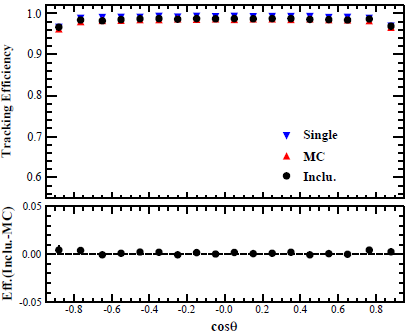 1.0
0.9
0.8
0.7
0.6
Tracking Efficiency
Single
MC
Inclu.
0.05
0.00
-0.05
Eff.(Inclu.-MC)
-0.8 -0.6 -0.4 -0.2 -0.0 0.2 0.4 0.6 0.8
cosθ